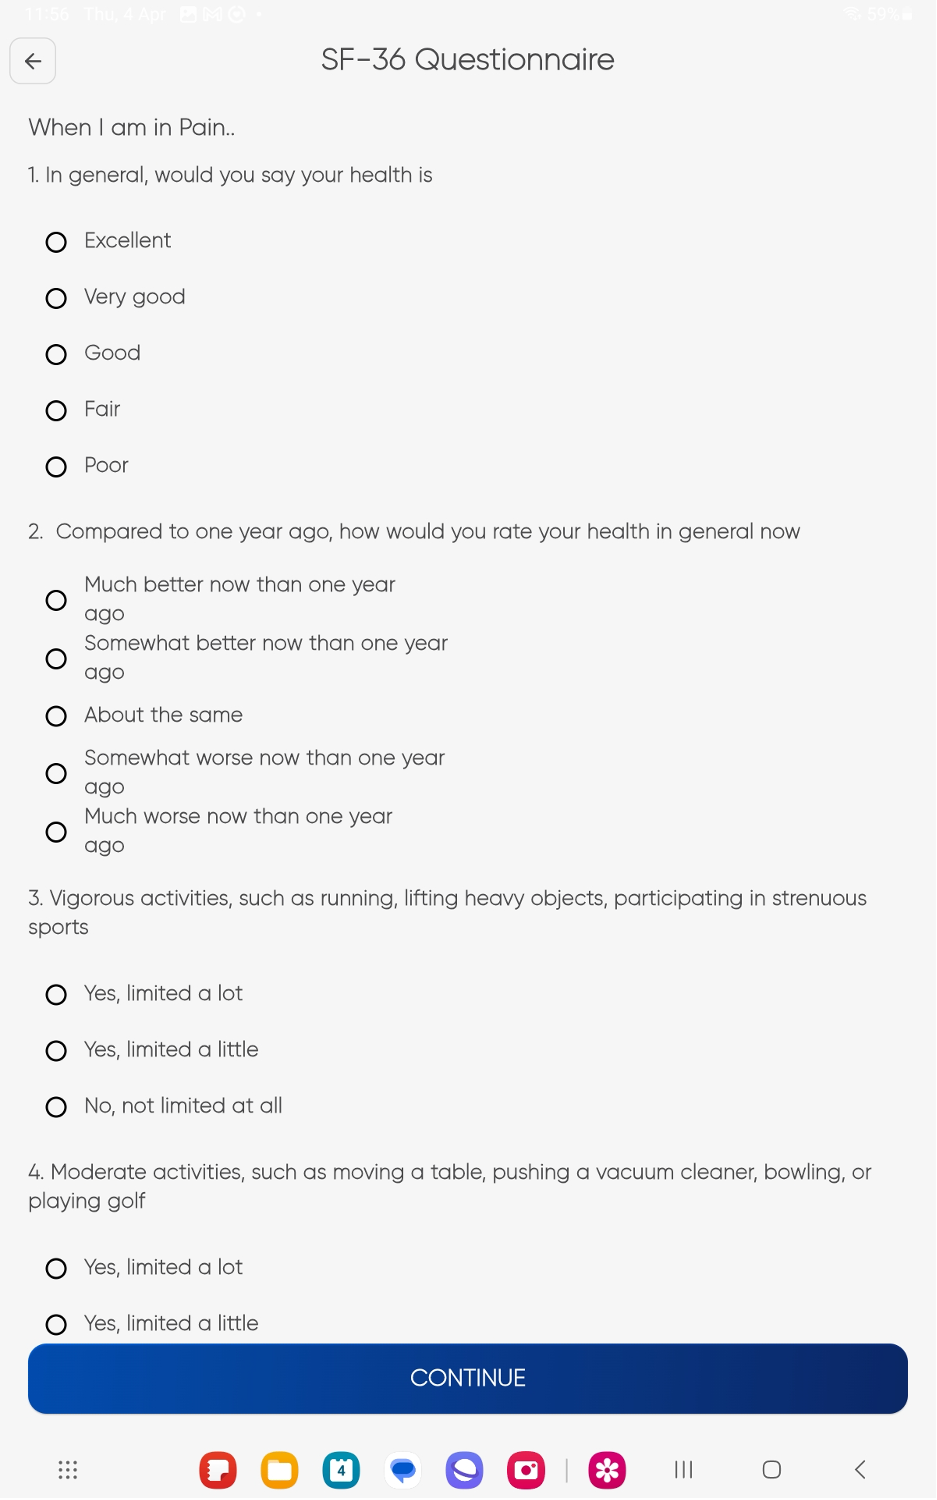 11:56 Thu, 4 Apr
59%
SF-36 Questionnaire
When I am in Pain..
1. In general, would you say your health is
Excellent
Very good
Good
Fair
Poor
2. Compared to one year ago, how would you rate your health in general now
Much better now than one year
ago
Somewhat better now than one year
ago
About the same
Somewhat worse now than one year
ago
Much worse now than one year
ago
3. Vigorous activities, such as running, lifting heavy objects, participating in strenuous
sports
Yes, limited a lot
Yes, limited a little
No, not limited at all
4. Moderate activities, such as moving a table, pushing a vacuum cleaner, bowling, or
playing golf
Yes, limited a lot
Yes, limited a little
CONTINUE
4